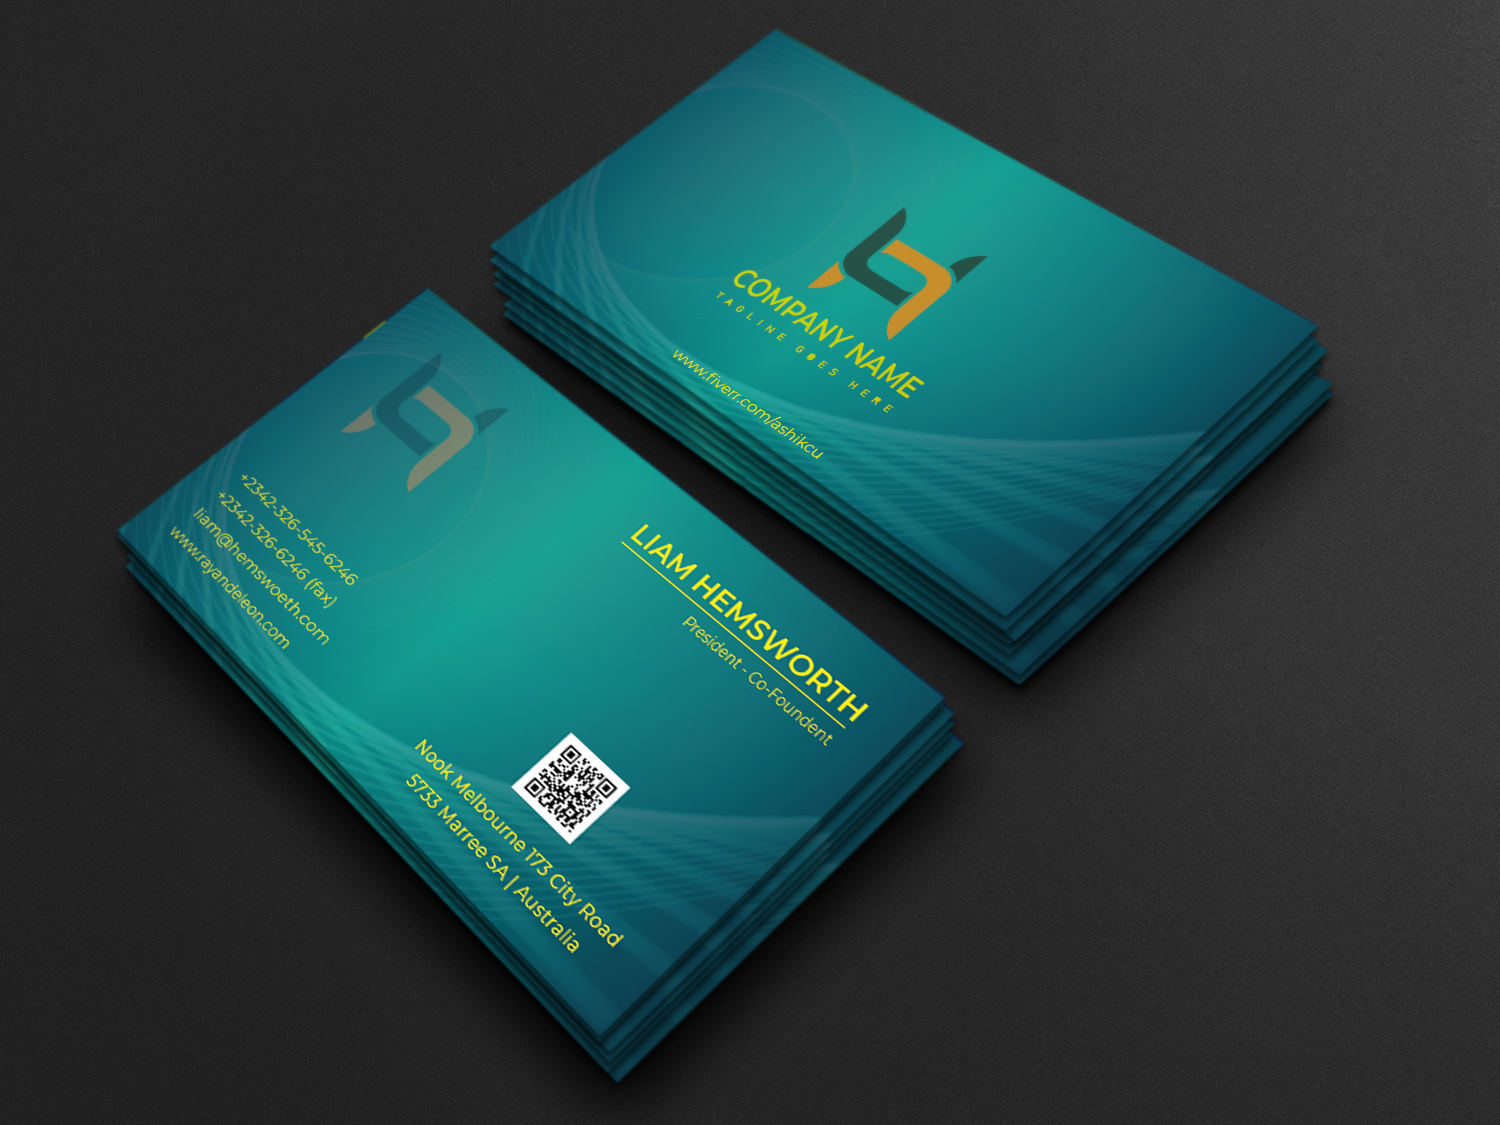 COMPANY NAME
TAGLINE GOES HERE
www.fiverr.com/ashikcu
+2342-326-545-6246
+2342-326-6246 (fax)
liam@hemswoeth.com
www.rayandeleon.com
LIAM HEMSWORTH
President - Co-Foundent
Nook Melbourne 173 City Road
5733 Marree SA | Australia